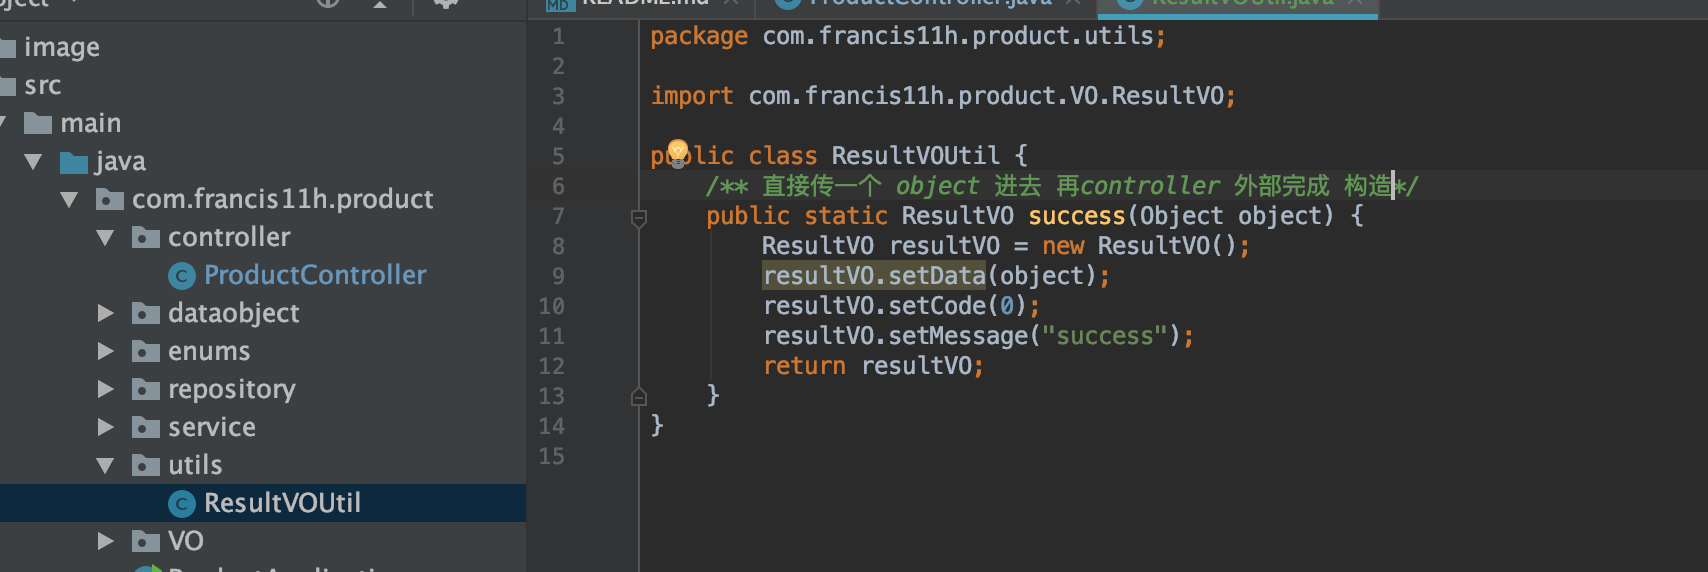 image
src
main
java
com.francis11h.product
controller
ProductController
dataobject
enums
repository
service
utils
ResultVOUtil
VO
README.md
ProductController.java
ResultVOUtil.java
1 package com.francis11h.product.utils;
2
3 import com.francis11h.product.VO.ResultVO;
4
5 public class ResultVOUtil {
6 /** 直接传一个 object 进去 再controller 外部完成 构造*/
7 public static ResultVO success(Object object) {
8 ResultVO resultVO = new ResultVO();
9 resultVO.setData(object);
10 resultVO.setCode(0);
11 resultVO.setMessage("success");
12 return resultVO;
13 }
14 }
15